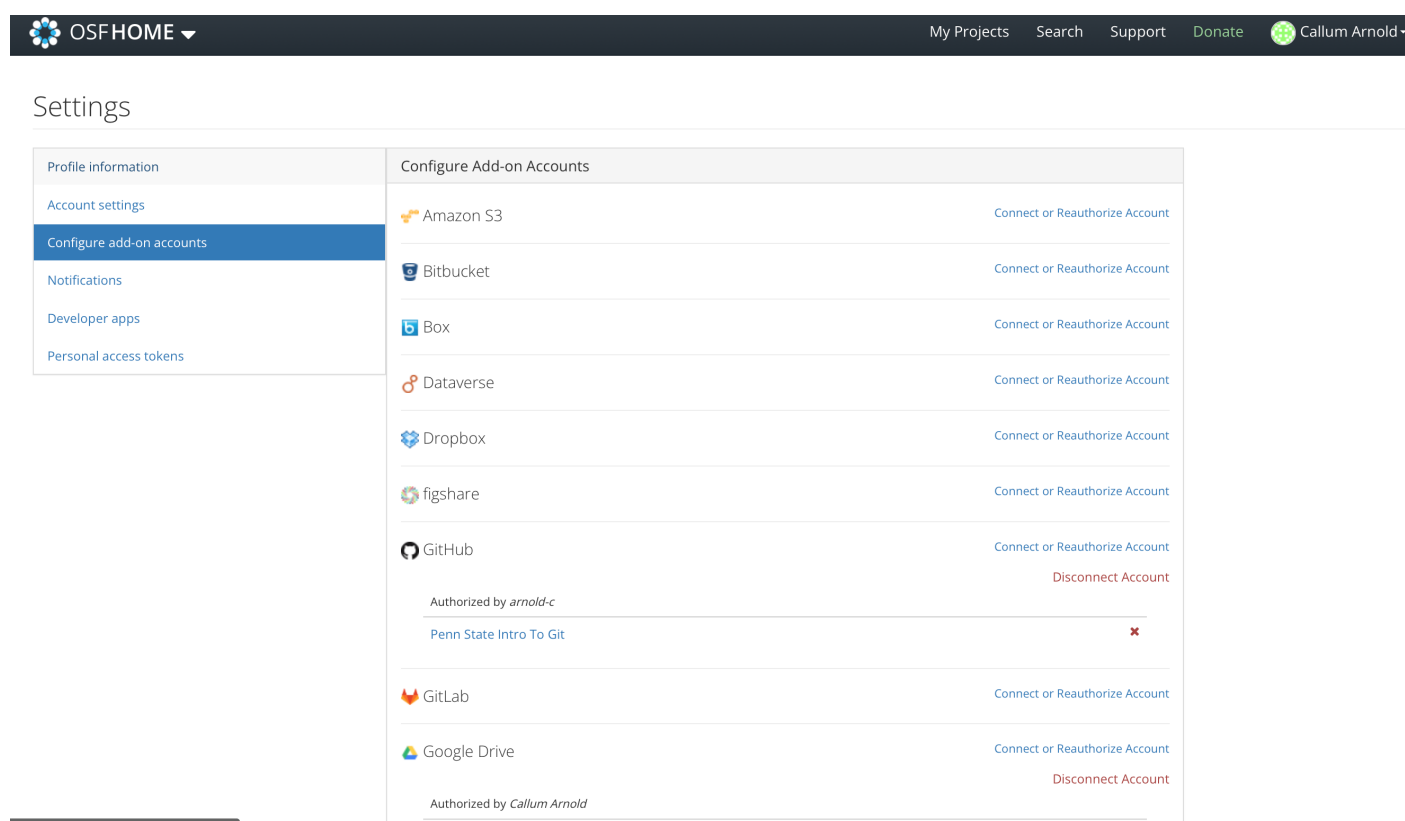 OSFHOME My Projects Search Support Donate Callum Arnold
Settings
Profile information
Account settings
Configure add-on accounts
Notifications
Developer apps
Personal access tokens
Configure Add-on Accounts
Amazon S3 Connect or Reauthorize Account
Bitbucket Connect or Reauthorize Account
Box Connect or Reauthorize Account
Dataverse Connect or Reauthorize Account
Dropbox Connect or Reauthorize Account
figshare Connect or Reauthorize Account
GitHub Connect or Reauthorize Account
Disconnect Account
Authorized by arnold-c
Penn State Intro To Git
GitLab Connect or Reauthorize Account
Google Drive Connect or Reauthorize Account
Disconnect Account
Authorized by Callum Arnold